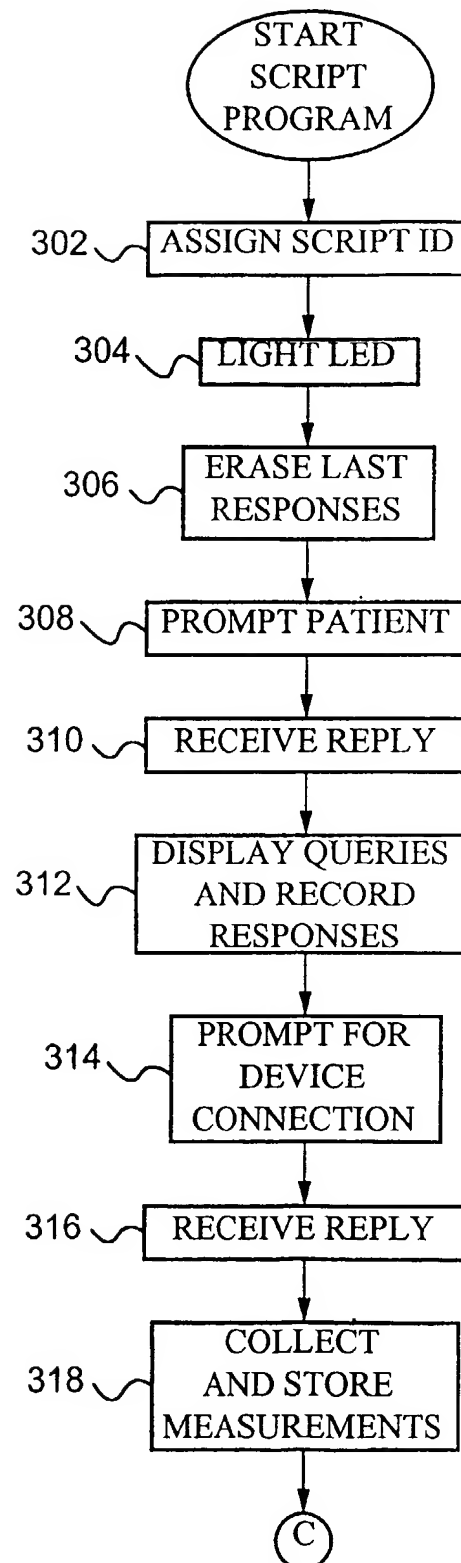 START
SCRIPT
PROGRAM
302 ASSIGN SCRIPT ID
304 LIGHT LED
306 ERASE LAST
RESPONSES
308 PROMPT PATIENT
310 RECEIVE REPLY
312 DISPLAY QUERIES
AND RECORD
RESPONSES
314 PROMPT FOR
DEVICE
CONNECTION
316 RECEIVE REPLY
318 COLLECT
AND STORE
MEASUREMENTS
C